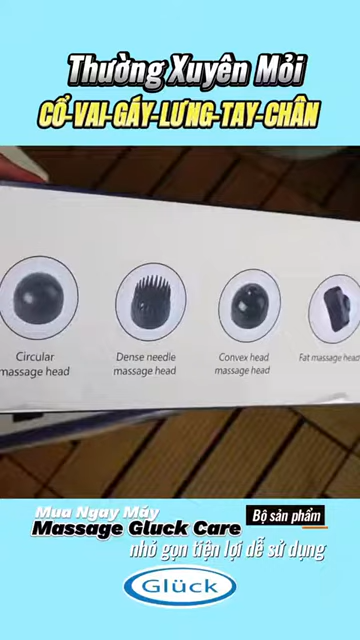 Thường Xuyên Mỏi
CỔ-VAI-GÁY-LƯNG-TAY-CHÂN
Circular
massage head
Dense needle
massage head
Convex head
massage head
Fat massage head
Mua Ngay Máy
Massage Gluck Care
Bộ sản phẩm
nhỏ gọn tiện lợi dễ sử dụng
Glück